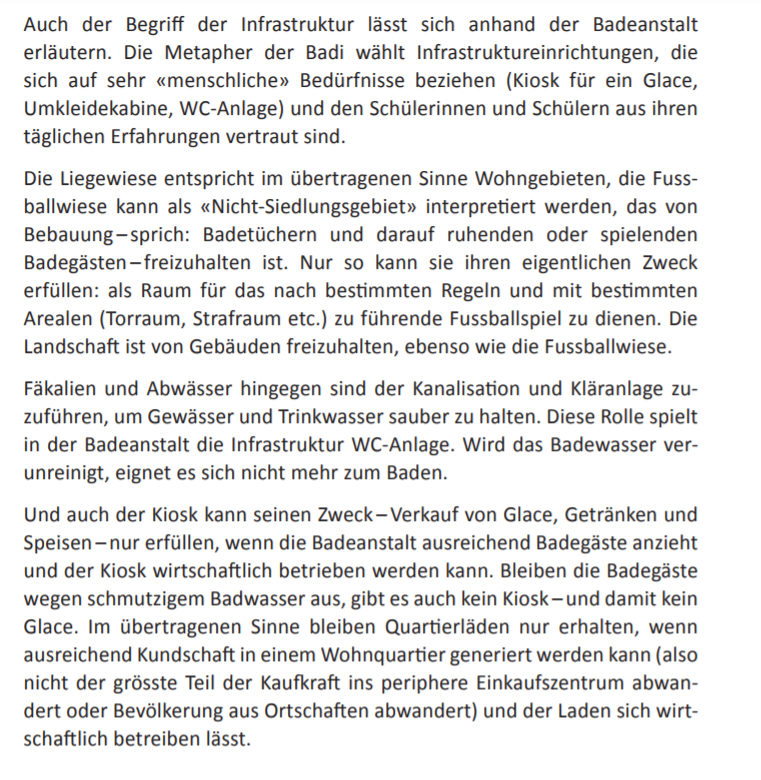 Auch der Begriff der Infrastruktur lässt sich anhand der Badeanstalt
erläutern. Die Metapher der Badi wählt Infrastruktureinrichtungen, die
sich auf sehr «menschliche» Bedürfnisse beziehen (Kiosk für ein Glace,
Umkleidekabine, WC-Anlage) und den Schülerinnen und Schülern aus ihren
täglichen Erfahrungen vertraut sind.
Die Liegewiese entspricht im übertragenen Sinne Wohngebieten, die Fuss-
ballwiese kann als «Nicht-Siedlungsgebiet» interpretiert werden, das von
Bebauung – sprich: Badetüchern und darauf ruhenden oder spielenden
Badegästen – freizuhalten ist. Nur so kann sie ihren eigentlichen Zweck
erfüllen: als Raum für das nach bestimmten Regeln und mit bestimmten
Arealen (Torraum, Strafraum etc.) zu führende Fussballspiel zu dienen. Die
Landschaft ist von Gebäuden freizuhalten, ebenso wie die Fussballwiese.
Fäkalien und Abwässer hingegen sind der Kanalisation und Kläranlage zu-
zuführen, um Gewässer und Trinkwasser sauber zu halten. Diese Rolle spielt
in der Badeanstalt die Infrastruktur WC-Anlage. Wird das Badewasser ver-
unreinigt, eignet es sich nicht mehr zum Baden.
Und auch der Kiosk kann seinen Zweck – Verkauf von Glace, Getränken und
Speisen – nur erfüllen, wenn die Badeanstalt ausreichend Badegäste anzieht
und der Kiosk wirtschaftlich betrieben werden kann. Bleiben die Badegäste
wegen schmutzigem Badwasser aus, gibt es auch kein Kiosk – und damit kein
Glace. Im übertragenen Sinne bleiben Quartierläden nur erhalten, wenn
ausreichend Kundschaft in einem Wohnquartier generiert werden kann (also
nicht der grösste Teil der Kaufkraft ins periphere Einkaufszentrum abwan-
dert oder Bevölkerung aus Ortschaften abwandert) und der Laden sich wirt-
schaftlich betreiben lässt.